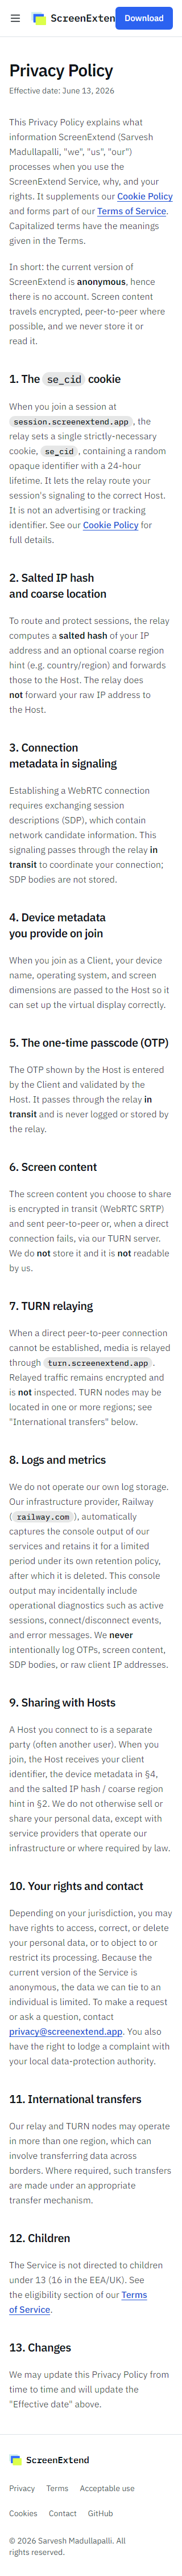 ScreenExtend
Download
Privacy Policy
Effective date: June 13, 2026
This Privacy Policy explains what
information ScreenExtend (Sarvesh
Madullapalli, "we", "us", "our")
processes when you use the
ScreenExtend Service, why, and your
rights. It supplements our Cookie Policy
and forms part of our Terms of Service.
Capitalized terms have the meanings
given in the Terms.
In short: the current version of
ScreenExtend is anonymous, hence
there is no account. Screen content
travels encrypted, peer-to-peer where
possible, and we never store it or
read it.
1. The se_cid cookie
When you join a session at
session.screenextend.app, the
relay sets a single strictly-necessary
cookie, se_cid, containing a random
opaque identifier with a 24-hour
lifetime. It lets the relay route your
session's signaling to the correct Host.
It is not an advertising or tracking
identifier. See our Cookie Policy for
full details.
2. Salted IP hash
and coarse location
To route and protect sessions, the relay
computes a salted hash of your IP
address and an optional coarse region
hint (e.g. country/region) and forwards
those to the Host. The relay does
not forward your raw IP address to
the Host.
3. Connection
metadata in signaling
Establishing a WebRTC connection
requires exchanging session
descriptions (SDP), which contain
network candidate information. This
signaling passes through the relay in
transit to coordinate your connection;
SDP bodies are not stored.
4. Device metadata
you provide on join
When you join as a Client, your device
name, operating system, and screen
dimensions are passed to the Host so it
can set up the virtual display correctly.
5. The one-time passcode (OTP)
The OTP shown by the Host is entered
by the Client and validated by the
Host. It passes through the relay in
transit and is never logged or stored by
the relay.
6. Screen content
The screen content you choose to share
is encrypted in transit (WebRTC SRTP)
and sent peer-to-peer or, when a direct
connection fails, via our TURN server.
We do not store it and it is not readable
by us.
7. TURN relaying
When a direct peer-to-peer connection
cannot be established, media is relayed
through turn.screenextend.app.
Relayed traffic remains encrypted and
is not inspected. TURN nodes may be
located in one or more regions; see
"International transfers" below.
8. Logs and metrics
We do not operate our own log storage.
Our infrastructure provider, Railway
(railway.com), automatically
captures the console output of our
services and retains it for a limited
period under its own retention policy,
after which it is deleted. This console
output may incidentally include
operational diagnostics such as active
sessions, connect/disconnect events,
and error messages. We never
intentionally log OTPs, screen content,
SDP bodies, or raw client IP addresses.
9. Sharing with Hosts
A Host you connect to is a separate
party (often another user). When you
join, the Host receives your client
identifier, the device metadata in §4,
and the salted IP hash / coarse region
hint in §2. We do not otherwise sell or
share your personal data, except with
service providers that operate our
infrastructure or where required by law.
10. Your rights and contact
Depending on your jurisdiction, you may
have rights to access, correct, or delete
your personal data, or to object to or
restrict its processing. Because the
current version of the Service is
anonymous, the data we can tie to an
individual is limited. To make a request
or ask a question, contact
privacy@screenextend.app. You also
have the right to lodge a complaint with
your local data-protection authority.
11. International transfers
Our relay and TURN nodes may operate
in more than one region, which can
involve transferring data across
borders. Where required, such transfers
are made under an appropriate
transfer mechanism.
12. Children
The Service is not directed to children
under 13 (16 in the EEA/UK). See
the eligibility section of our Terms
of Service.
13. Changes
We may update this Privacy Policy from
time to time and will update the
"Effective date" above.
ScreenExtend
Privacy Terms Acceptable use
Cookies Contact GitHub
© 2026 Sarvesh Madullapalli. All
rights reserved.